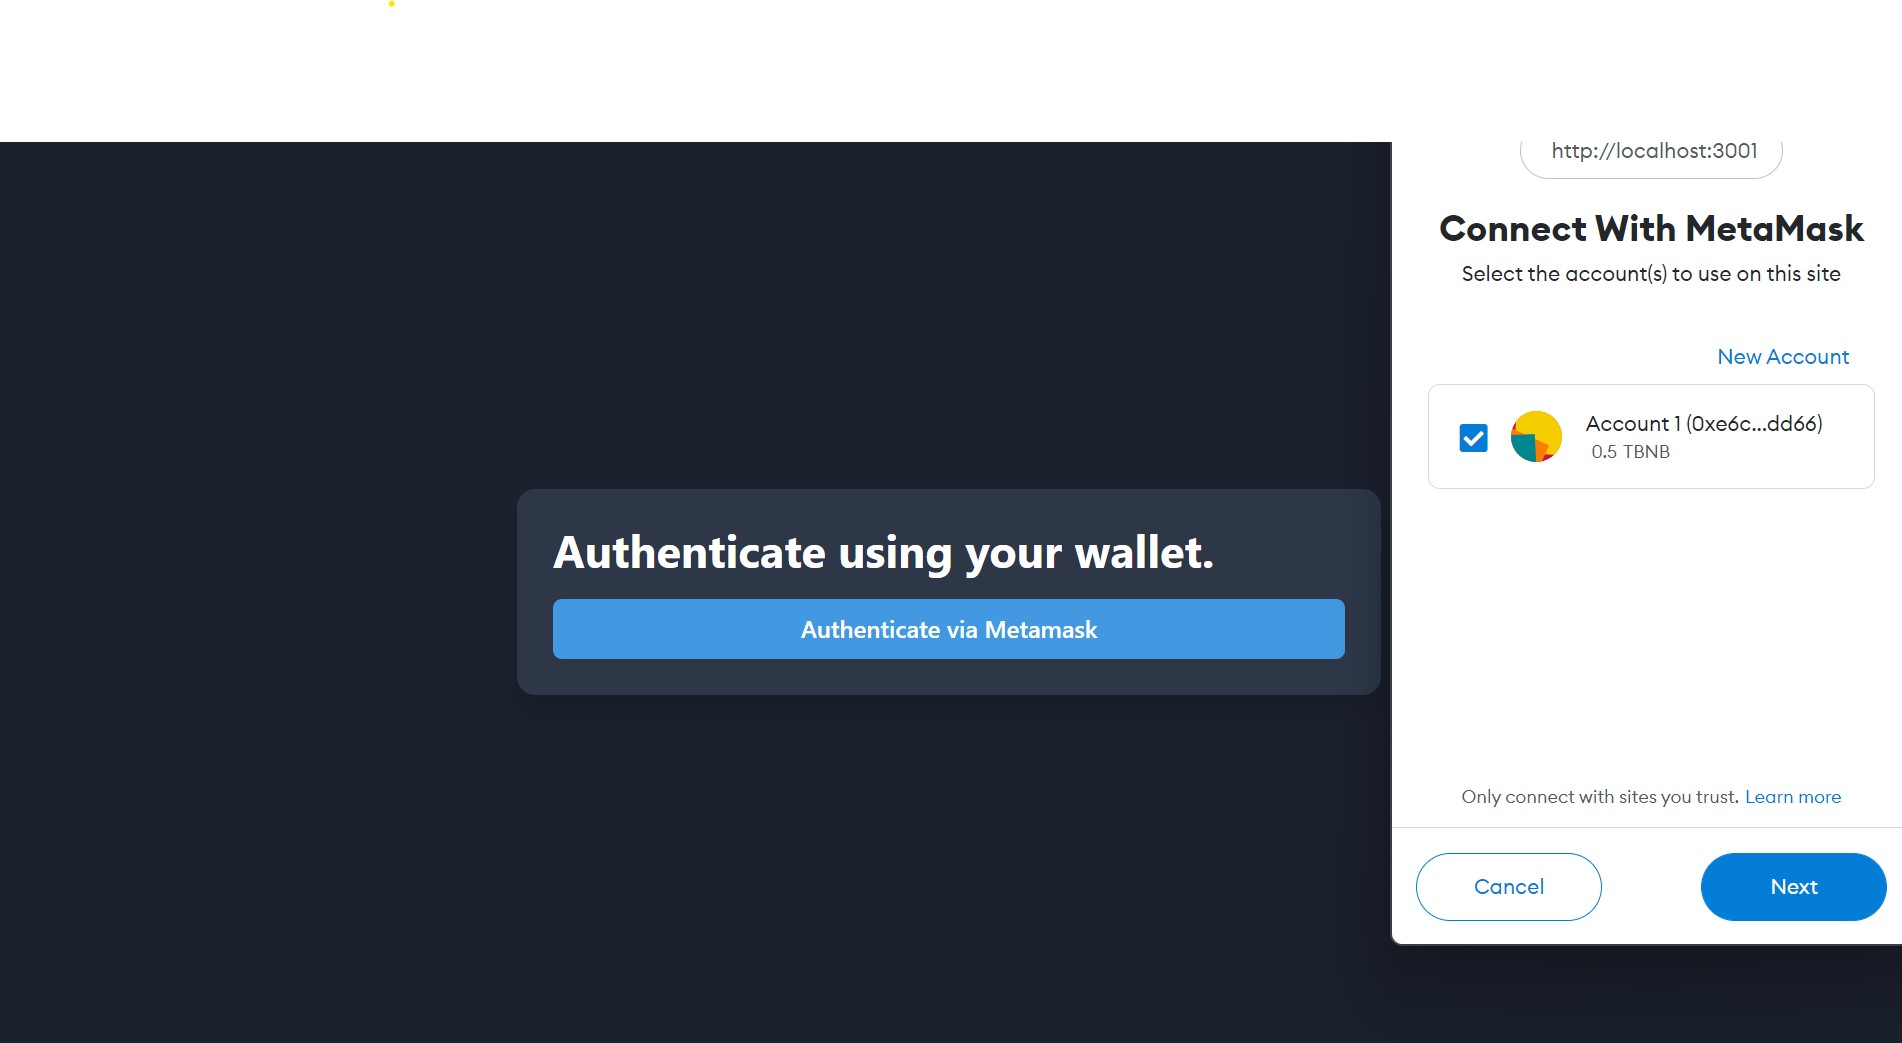 http://localhost:3001
Connect With MetaMask
Select the account(s) to use on this site
New Account
Account 1 (0xe6c...dd66)
0.5 TBNB
Authenticate using your wallet.
Authenticate via Metamask
Only connect with sites you trust. Learn more
Cancel
Next